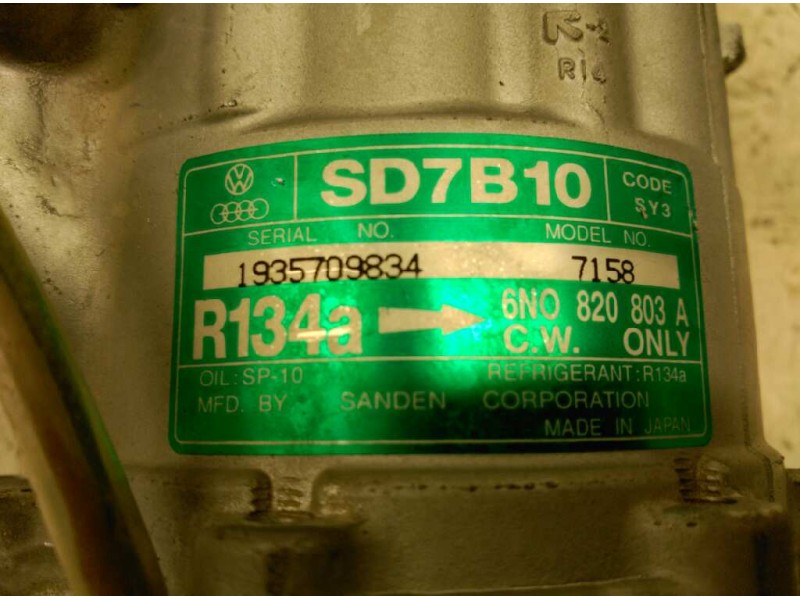 R14
VW
SD7B10
CODE
SY3
SERIAL NO.
MODEL NO.
1935709834
7158
R134a
6NO 820 803 A
C.W. ONLY
OIL: SP-10
REFRIGERANT: R134a
MFD. BY SANDEN CORPORATION
MADE IN JAPAN